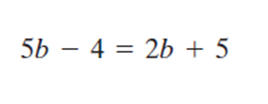 5b − 4 = 2b + 5